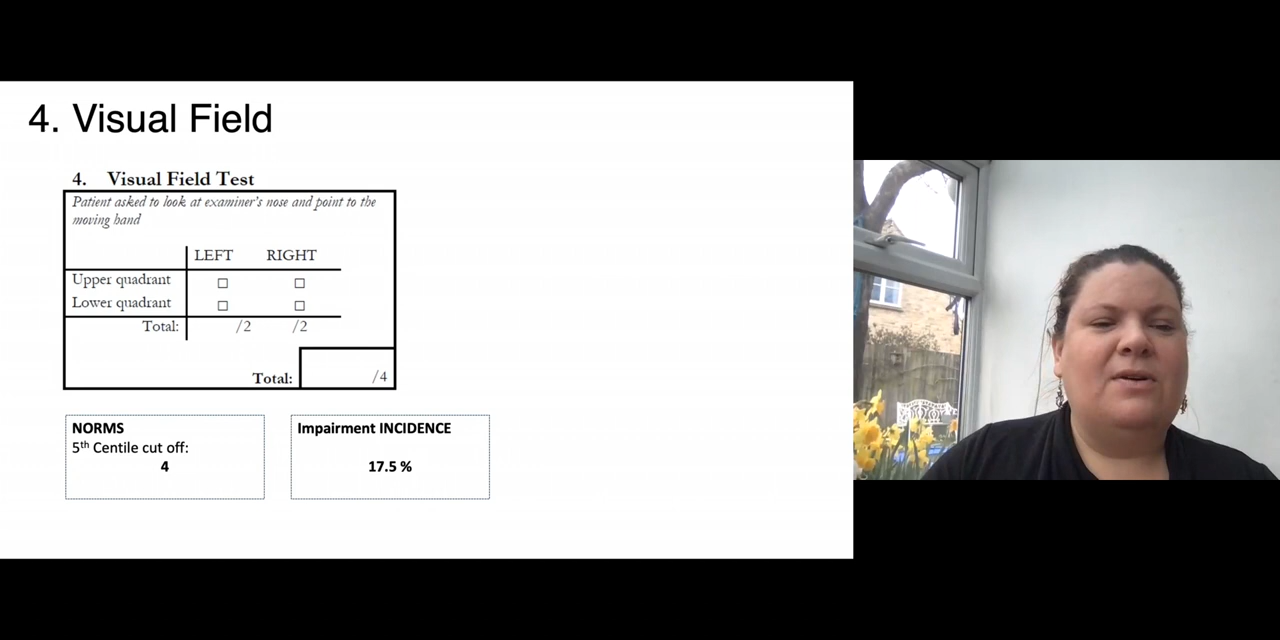 4. Visual Field
4. Visual Field Test
Patient asked to look at examiner's nose and point to the
moving hand
LEFT RIGHT
Upper quadrant □ □
Lower quadrant □ □
Total: /2 /2
Total: /4
NORMS
5th Centile cut off:
4
Impairment INCIDENCE
17.5 %